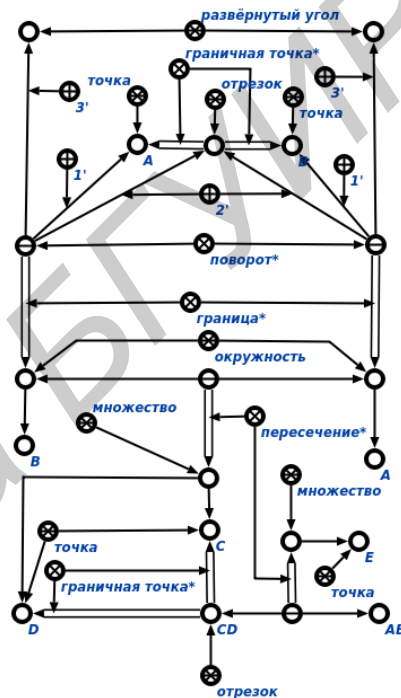 развёрнутый угол
граничная точка*
точка
отрезок
3'
3'
точка
A
B
1'
1'
2'
поворот*
граница*
окружность
множество
пересечение*
B
A
множество
C
точка
E
граничная точка*
точка
D
CD
AB
отрезок
БГУИР